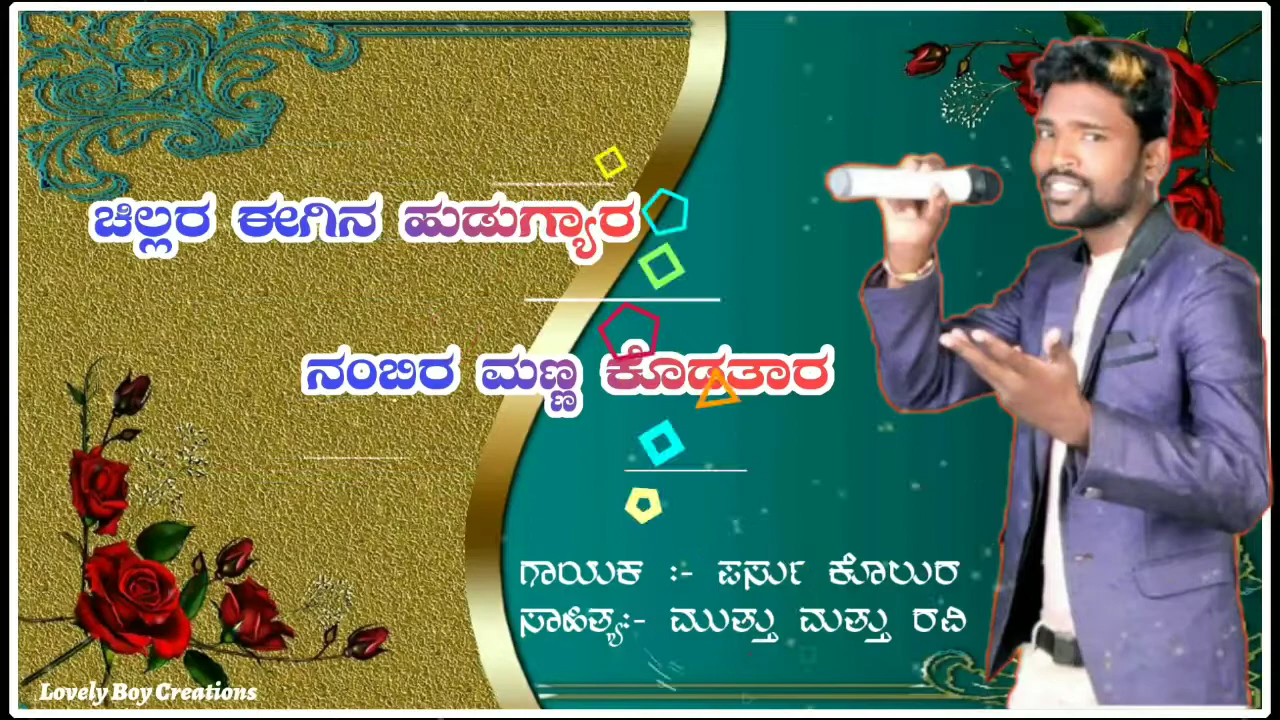 ಚಿಲ್ಲರ ಈಗಿನ ಹುಡುಗ್ಯಾರ
ನಂಬಿರ ಮಣ್ಣ ಕೊಡತಾರ
ಗಾಯಕ :- ಪರ್ಸು ಕೊಲುರ
ಸಾಹಿತ್ಯ:- ಮುತ್ತು ಮತ್ತು ರವಿ
Lovely Boy Creations